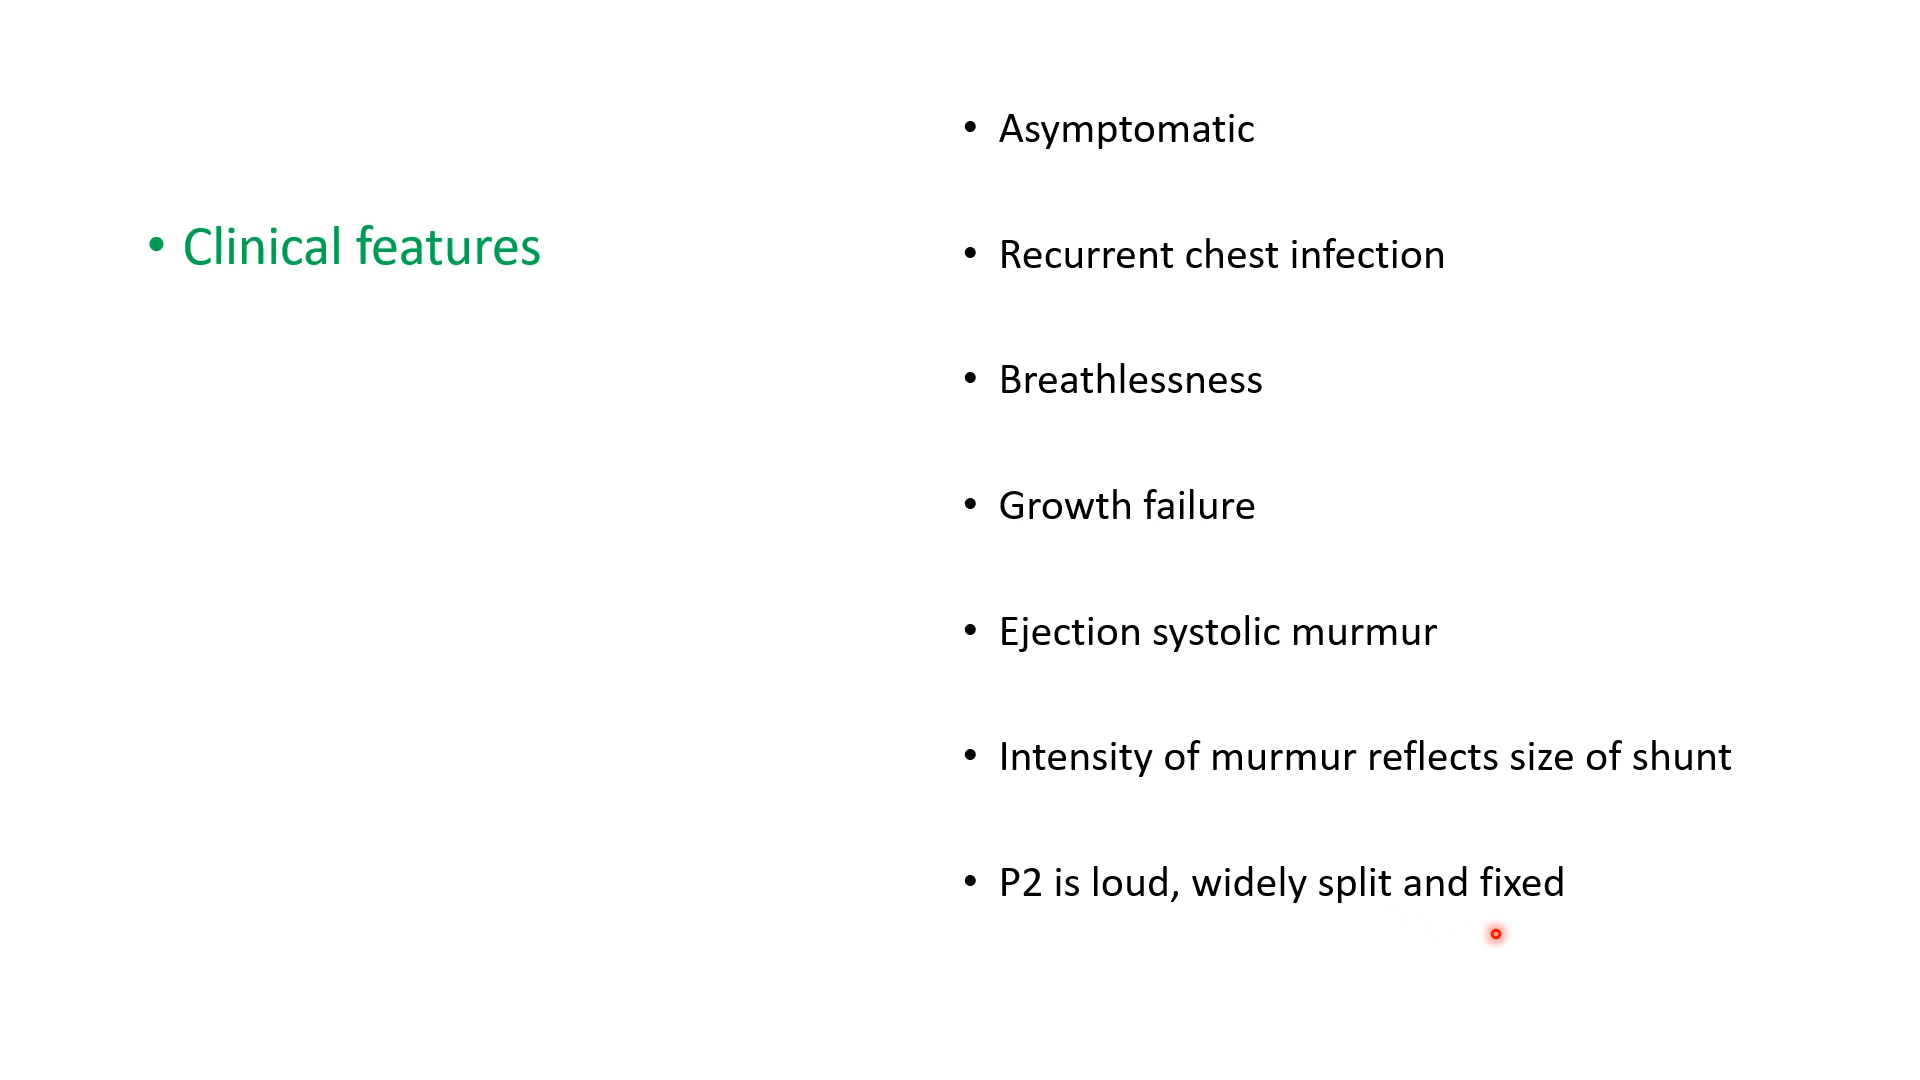 • Clinical features
• Asymptomatic
• Recurrent chest infection
• Breathlessness
• Growth failure
• Ejection systolic murmur
• Intensity of murmur reflects size of shunt
• P2 is loud, widely split and fixed